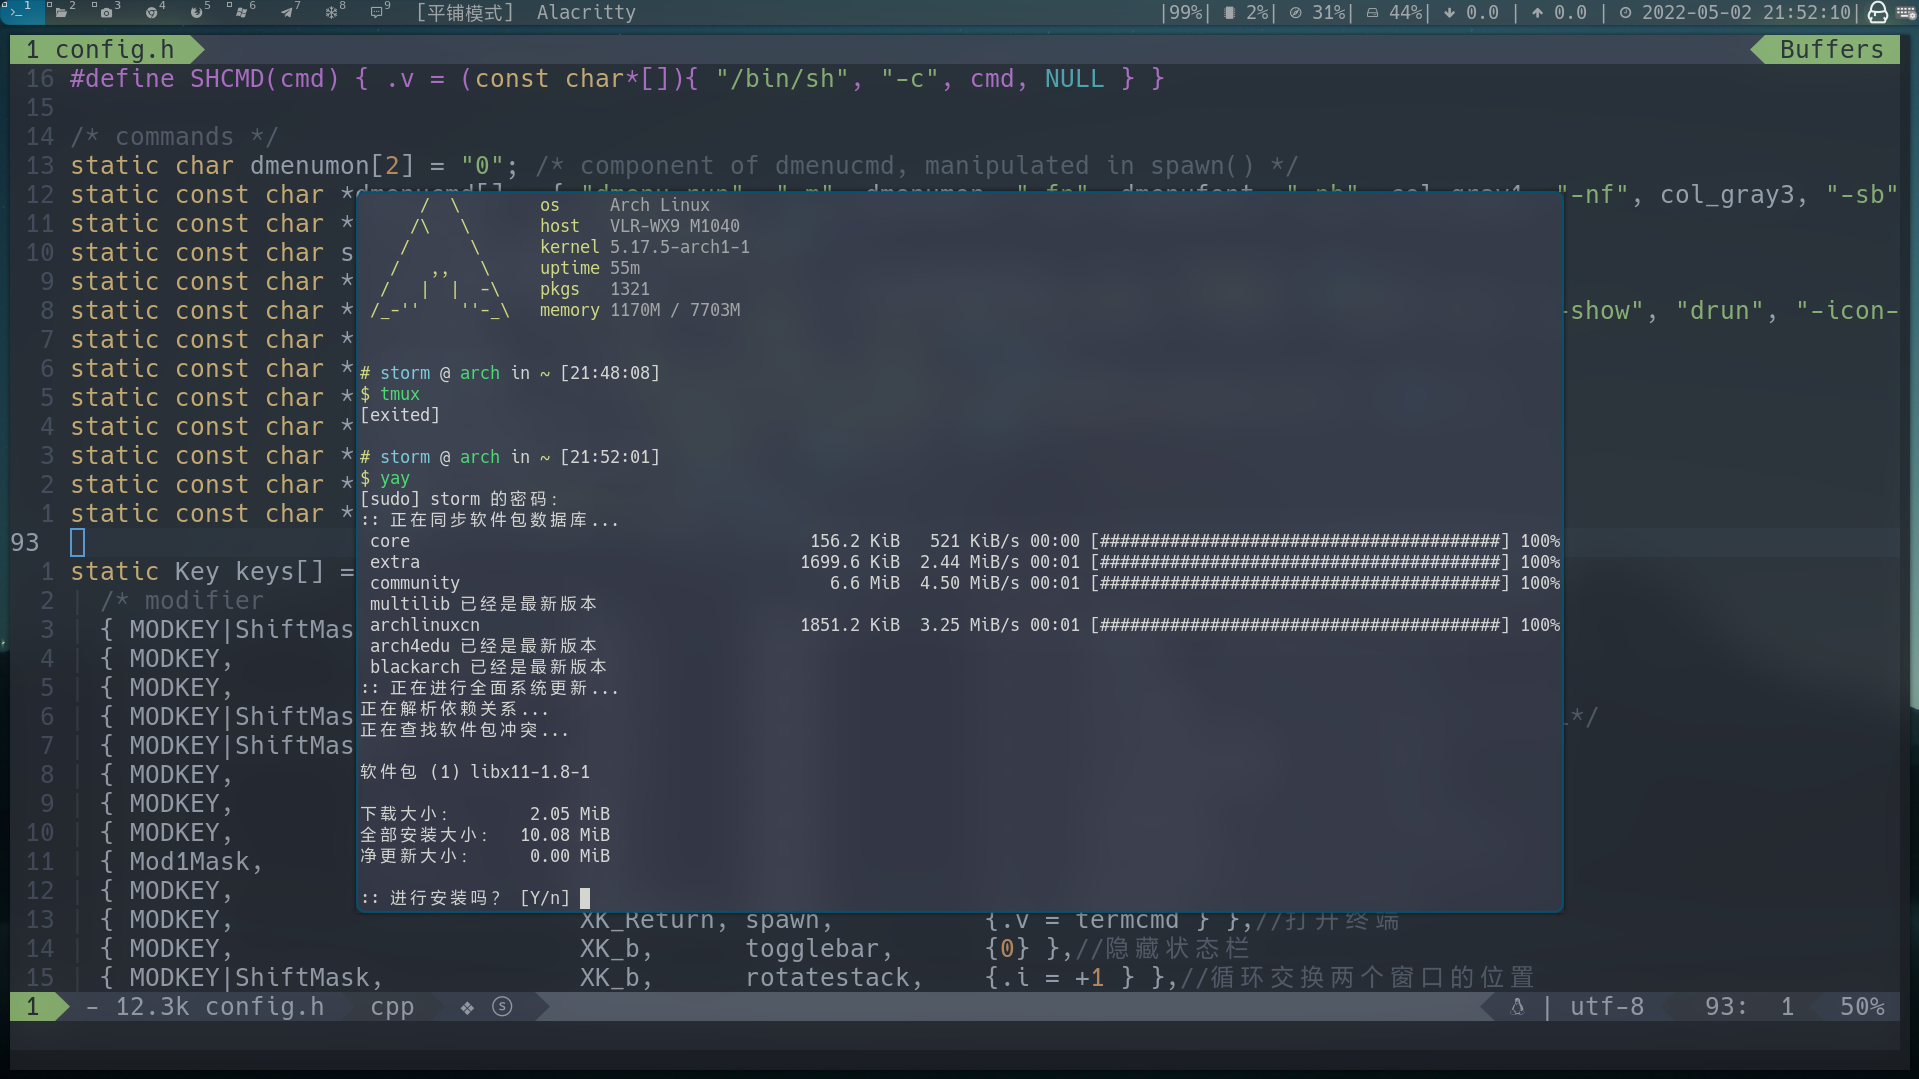 1 2 3 4 5 6 7 8 9 [平铺模式] Alacritty |99%| 2%| 31%| 44%| 0.0 | 0.0 | 2022-05-02 21:52:10|
1 config.h Buffers
16 #define SHCMD(cmd) { .v = (const char*[]){ "/bin/sh", "-c", cmd, NULL } }
15
14 /* commands */
13 static char dmenumon[2] = "0"; /* component of dmenucmd, manipulated in spawn() */
12 static const char *dmenucmd[] = { "dmenu_run", "-m", dmenumon, "-fn", dmenufont, "-nb", col_gray1, "-nf", col_gray3, "-sb"
11 static const char *
10 static const char s
9 static const char *
8 static const char * -show", "drun", "-icon-
7 static const char *
6 static const char *
5 static const char *
4 static const char *
3 static const char *
2 static const char *
1 static const char *
93
1 static Key keys[] =
2 /* modifier
3 { MODKEY|ShiftMas
4 { MODKEY,
5 { MODKEY,
6 { MODKEY|ShiftMas */
7 { MODKEY|ShiftMas
8 { MODKEY,
9 { MODKEY,
10 { MODKEY,
11 { Mod1Mask,
12 { MODKEY,
13 { MODKEY, XK_Return, spawn, {.v = termcmd } },//打开终端
14 { MODKEY, XK_b, togglebar, {0} },//隐藏状态栏
15 { MODKEY|ShiftMask, XK_b, rotatestack, {.i = +1 } },//循环交换两个窗口的位置
1 - 12.3k config.h cpp ❖ ⓢ | utf-8 93: 1 50%
/ \ os Arch Linux
/\ \ host VLR-WX9 M1040
/ \ kernel 5.17.5-arch1-1
/ ,, \ uptime 55m
/ | | -\ pkgs 1321
/_-'' ''-_\ memory 1170M / 7703M
# storm @ arch in ~ [21:48:08]
$ tmux
[exited]
# storm @ arch in ~ [21:52:01]
$ yay
[sudo] storm 的密码：
:: 正在同步软件包数据库...
core 156.2 KiB 521 KiB/s 00:00 [########################################] 100%
extra 1699.6 KiB 2.44 MiB/s 00:01 [########################################] 100%
community 6.6 MiB 4.50 MiB/s 00:01 [########################################] 100%
multilib 已经是最新版本
archlinuxcn 1851.2 KiB 3.25 MiB/s 00:01 [########################################] 100%
arch4edu 已经是最新版本
blackarch 已经是最新版本
:: 正在进行全面系统更新...
正在解析依赖关系...
正在查找软件包冲突...
软件包 (1) libx11-1.8-1
下载大小： 2.05 MiB
全部安装大小： 10.08 MiB
净更新大小： 0.00 MiB
:: 进行安装吗？ [Y/n]